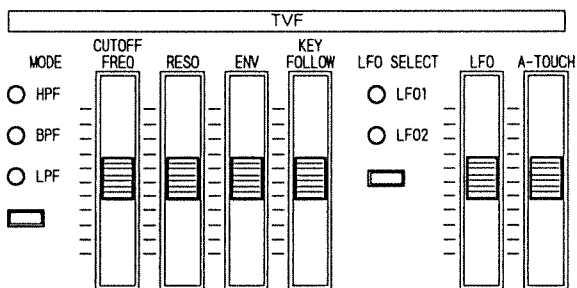 TVF
MODE
CUTOFF
FREQ
RESO
ENV
KEY
FOLLOW
LFO SELECT
LFO
A-TOUCH
HPF
BPF
LPF
LFO1
LFO2